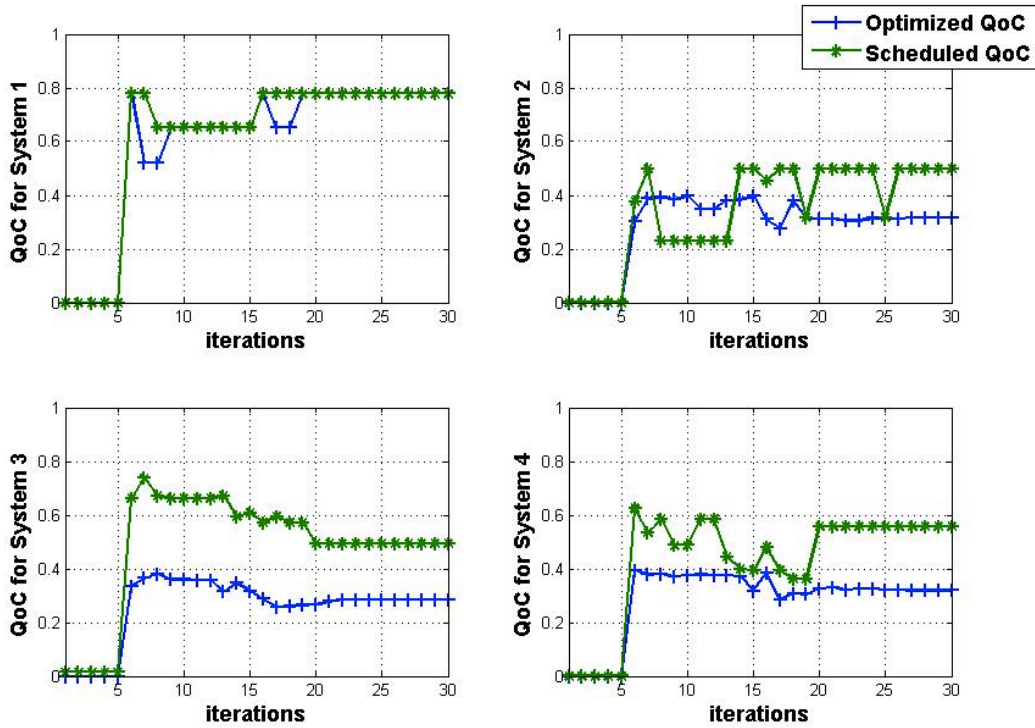 Optimized QoC
Scheduled QoC
QoC for System 1
1
0.8
0.6
0.4
0.2
0
5 10 15 20 25 30
iterations
QoC for System 2
1
0.8
0.6
0.4
0.2
0
5 10 15 20 25 30
iterations
QoC for System 3
1
0.8
0.6
0.4
0.2
0
5 10 15 20 25 30
iterations
QoC for System 4
1
0.8
0.6
0.4
0.2
0
5 10 15 20 25 30
iterations